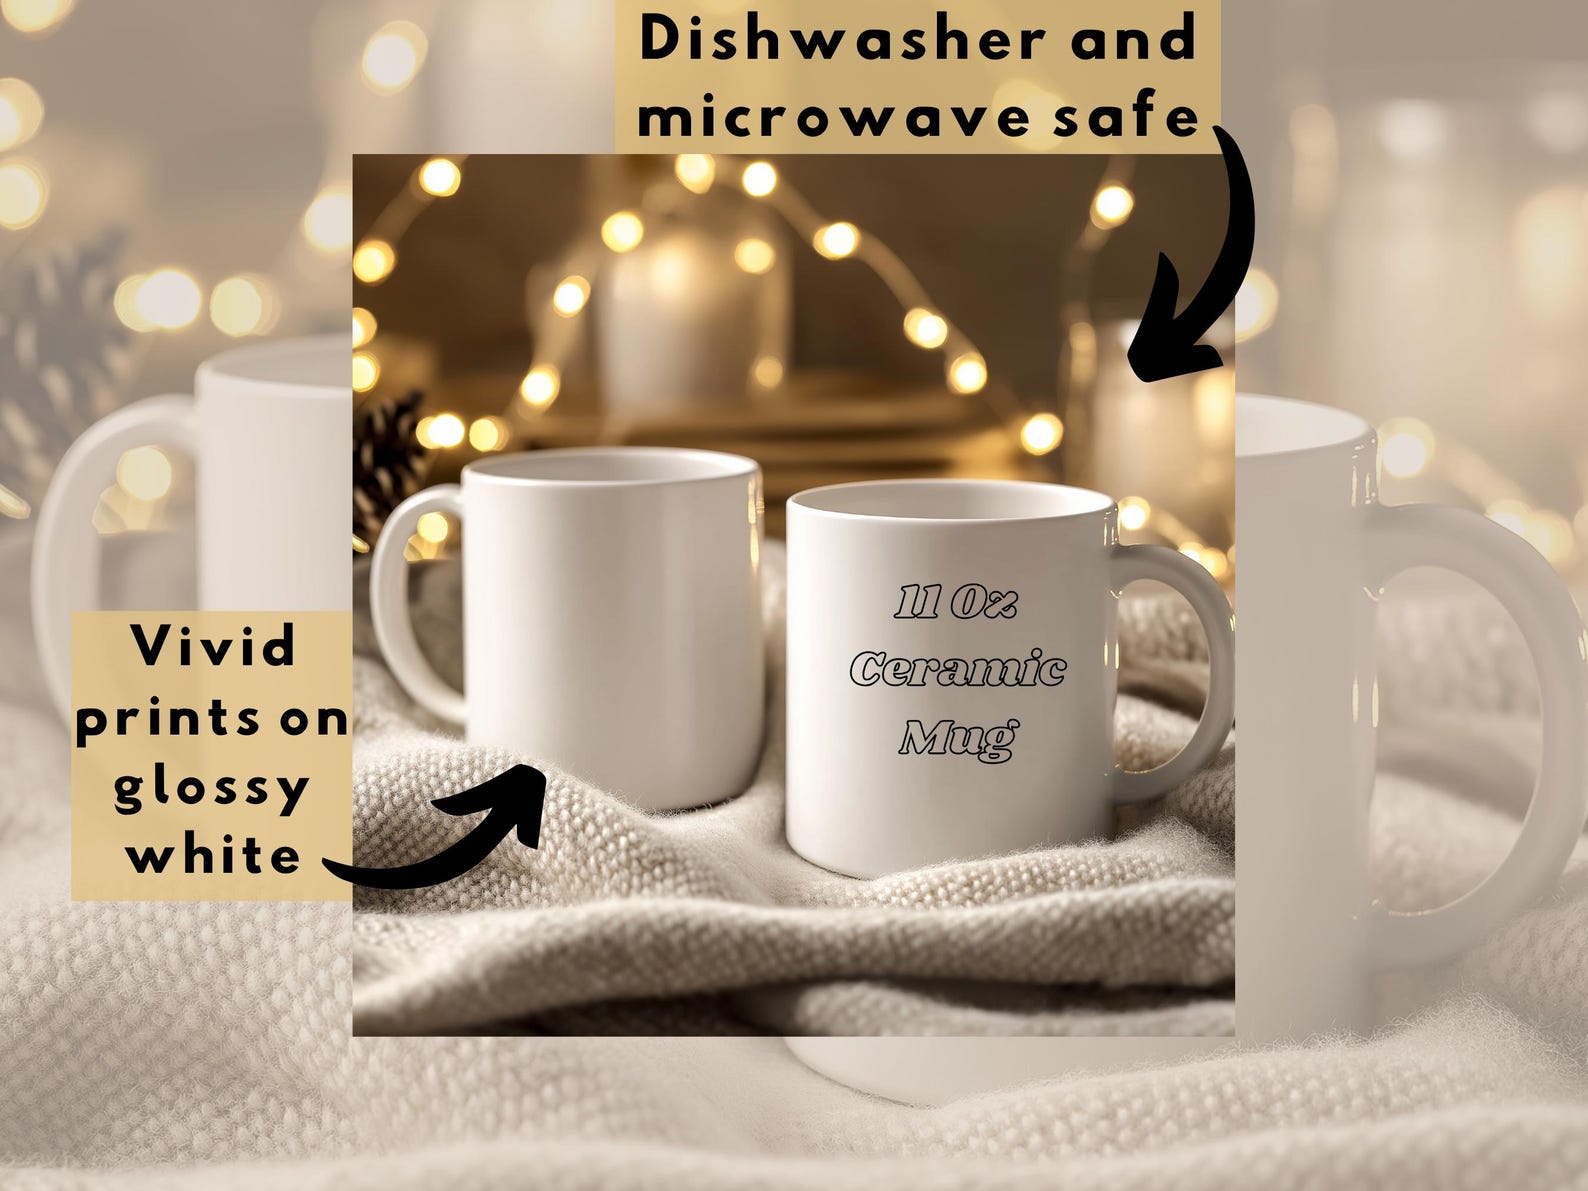 Dishwasher and
microwave safe
11 Oz
Ceramic
Mug
Vivid
prints on
glossy
white